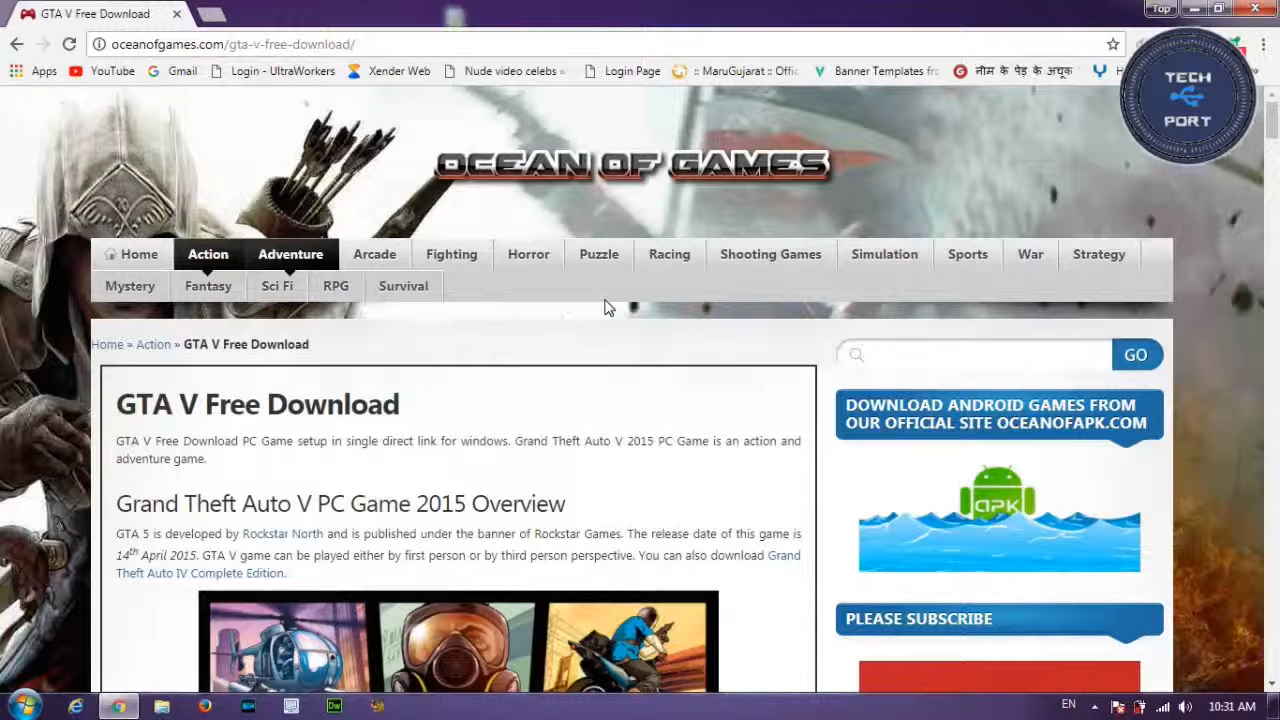 GTA V Free Download
Top
oceanofgames.com/gta-v-free-download/
Apps YouTube Gmail Login - UltraWorkers Xender Web Nude video celebs » Login Page :: MaruGujarat :: Offi Banner Templates fr नीम के पेड़ के अचूक H »
TECH
PORT
OCEAN OF GAMES
Home Action Adventure Arcade Fighting Horror Puzzle Racing Shooting Games Simulation Sports War Strategy
Mystery Fantasy Sci Fi RPG Survival
Home » Action » GTA V Free Download
GO
GTA V Free Download
GTA V Free Download PC Game setup in single direct link for windows. Grand Theft Auto V 2015 PC Game is an action and
adventure game.
Grand Theft Auto V PC Game 2015 Overview
GTA 5 is developed by Rockstar North and is published under the banner of Rockstar Games. The release date of this game is
14th April 2015. GTA V game can be played either by first person or by third person perspective. You can also download Grand
Theft Auto IV Complete Edition.
DOWNLOAD ANDROID GAMES FROM
OUR OFFICIAL SITE OCEANOFAPK.COM
apk
PLEASE SUBSCRIBE
Dw
EN
10:31 AM